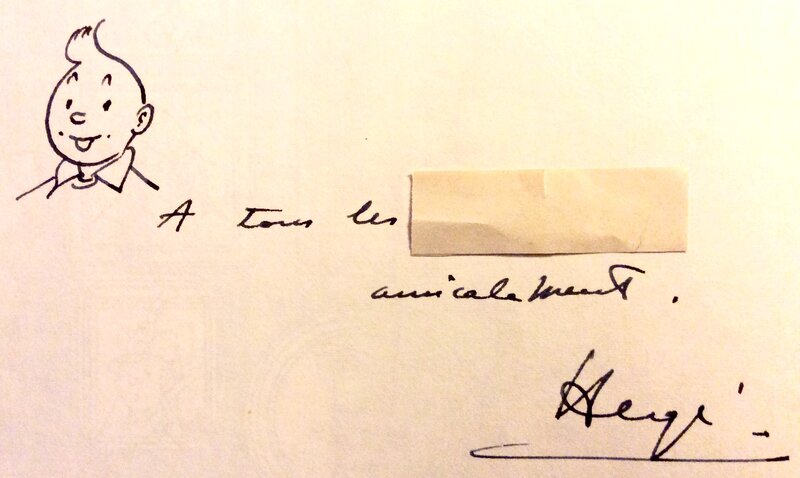 A tous les
amicalement.
Hergé